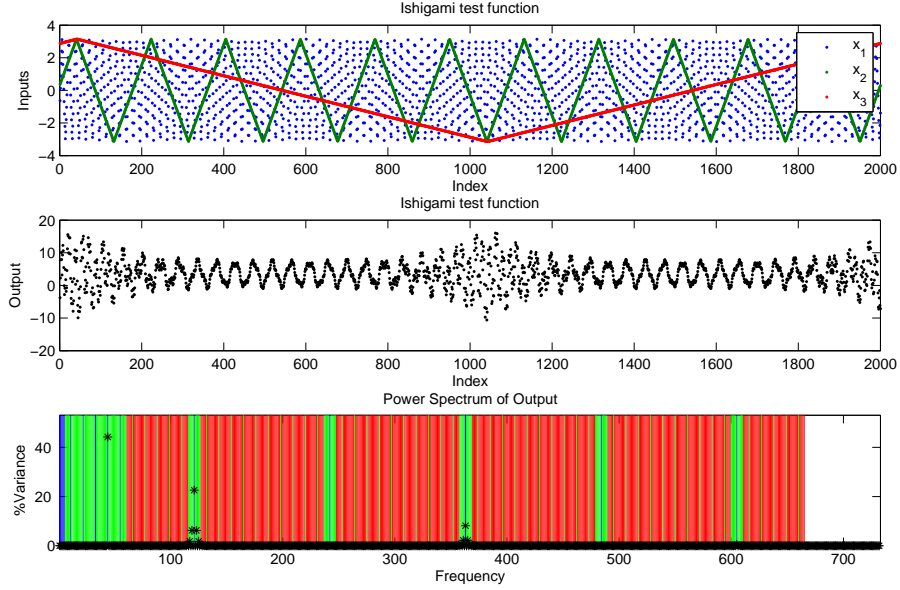 Ishigami test function
4
2
0
−2
−4
Inputs
x1
x2
x3
0 200 400 600 800 1000 1200 1400 1600 1800 2000
Index
Ishigami test function
20
10
0
−10
−20
Output
0 200 400 600 800 1000 1200 1400 1600 1800 2000
Index
Power Spectrum of Output
40
20
0
%Variance
100 200 300 400 500 600 700
Frequency